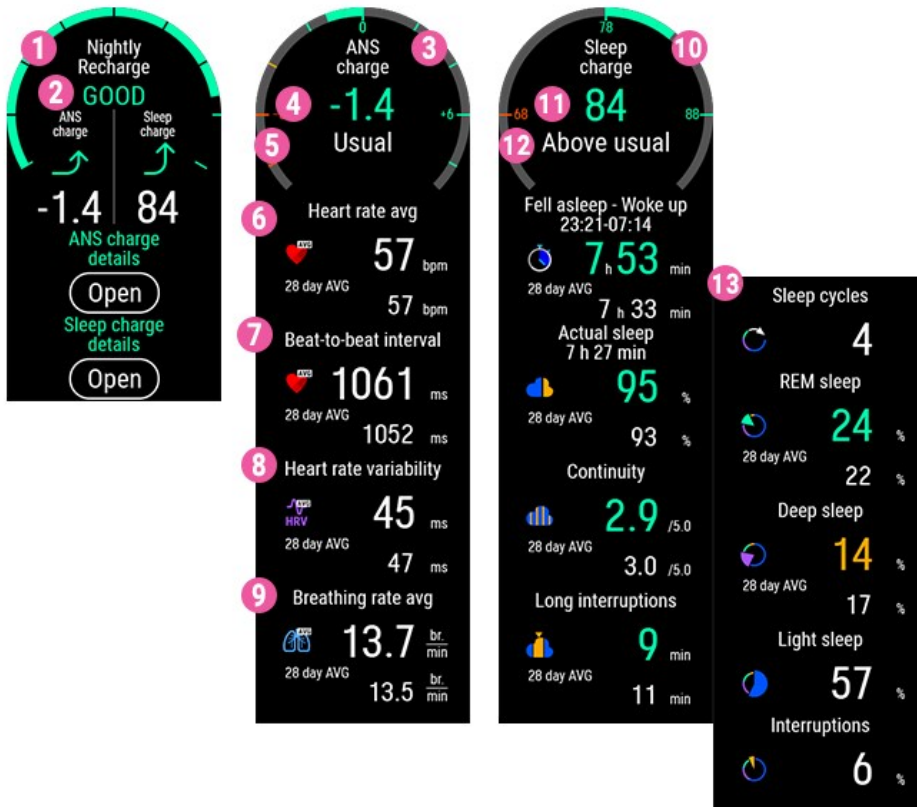 1
Nightly
Recharge
2
GOOD
ANS
charge
Sleep
charge
-1.4
84
ANS charge
details
Open
Sleep charge
details
Open
0
ANS
charge
3
4
-1.4
+6
5
Usual
6
Heart rate avg
AVG
57 bpm
28 day AVG
57 bpm
7
Beat-to-beat interval
AVG
1061 ms
28 day AVG
1052 ms
8
Heart rate variability
AVG
HRV
45 ms
28 day AVG
47 ms
9
Breathing rate avg
AVG
13.7 br.
min
28 day AVG
13.5 br.
min
78
Sleep
charge
10
68
11
84
88
12
Above usual
Fell asleep - Woke up
23:21-07:14
7 h 53 min
28 day AVG
7 h 33 min
Actual sleep
7 h 27 min
95 %
28 day AVG
93 %
Continuity
2.9 /5.0
28 day AVG
3.0 /5.0
Long interruptions
9 min
28 day AVG
11 min
13
Sleep cycles
4
REM sleep
24 %
28 day AVG
22 %
Deep sleep
14 %
28 day AVG
17 %
Light sleep
57 %
Interruptions
6 %